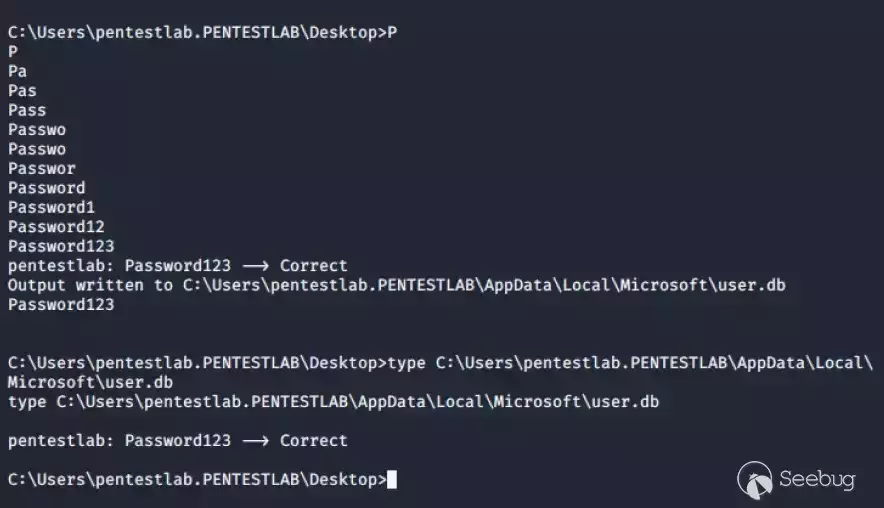 C:\Users\pentestlab.PENTESTLAB\Desktop>P
P
Pa
Pas
Pass
Passwo
Passwo
Passwor
Password
Password1
Password12
Password123
pentestlab: Password123 --> Correct
Output written to C:\Users\pentestlab.PENTESTLAB\AppData\Local\Microsoft\user.db
Password123
C:\Users\pentestlab.PENTESTLAB\Desktop>type C:\Users\pentestlab.PENTESTLAB\AppData\Local\
Microsoft\user.db
type C:\Users\pentestlab.PENTESTLAB\AppData\Local\Microsoft\user.db
pentestlab: Password123 --> Correct
C:\Users\pentestlab.PENTESTLAB\Desktop>
Seebug